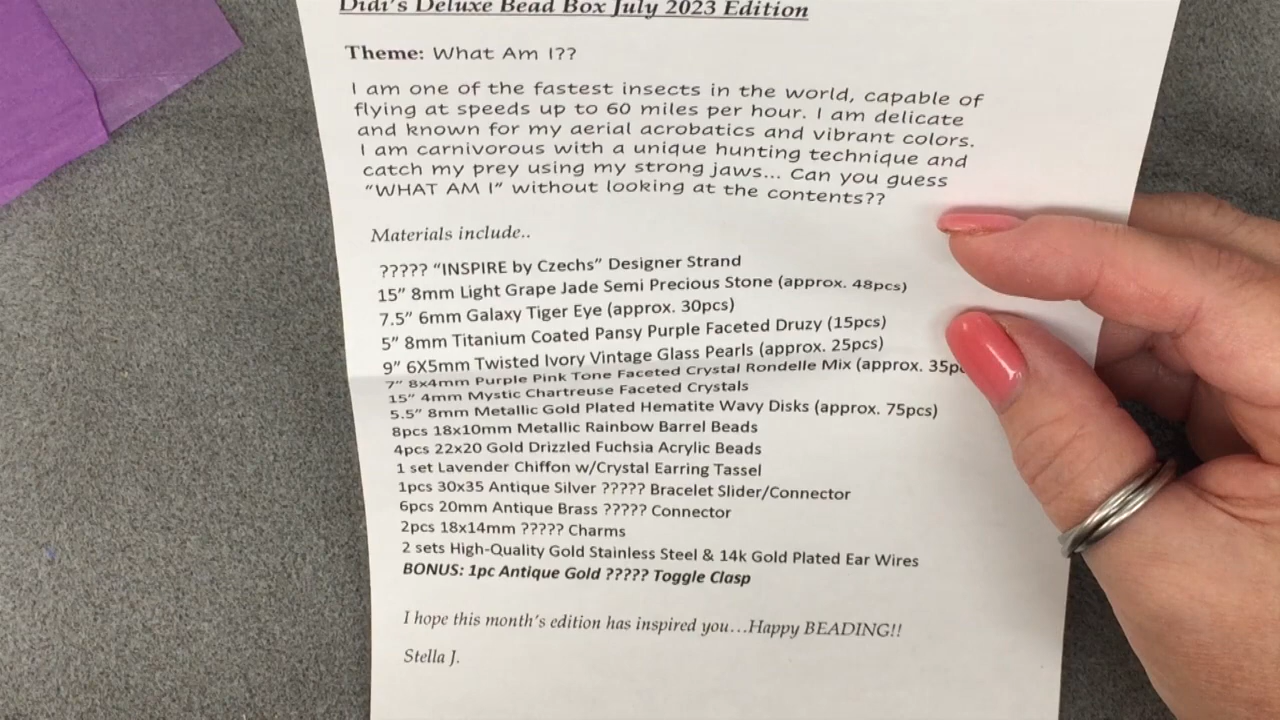 Didi's Deluxe Bead Box July 2023 Edition
Theme: What Am I??
I am one of the fastest insects in the world, capable of
flying at speeds up to 60 miles per hour. I am delicate
and known for my aerial acrobatics and vibrant colors.
I am carnivorous with a unique hunting technique and
catch my prey using my strong jaws... Can you guess
"WHAT AM I" without looking at the contents??
Materials include..
????? "INSPIRE by Czechs" Designer Strand
15" 8mm Light Grape Jade Semi Precious Stone (approx. 48pcs)
7.5" 6mm Galaxy Tiger Eye (approx. 30pcs)
5" 8mm Titanium Coated Pansy Purple Faceted Druzy (15pcs)
9" 6X5mm Twisted Ivory Vintage Glass Pearls (approx. 25pcs)
7" 8x4mm Purple Pink Tone Faceted Crystal Rondelle Mix (approx. 35p
15" 4mm Mystic Chartreuse Faceted Crystals
5.5" 8mm Metallic Gold Plated Hematite Wavy Disks (approx. 75pcs)
8pcs 18x10mm Metallic Rainbow Barrel Beads
4pcs 22x20 Gold Drizzled Fuchsia Acrylic Beads
1 set Lavender Chiffon w/Crystal Earring Tassel
1pcs 30x35 Antique Silver ????? Bracelet Slider/Connector
6pcs 20mm Antique Brass ????? Connector
2pcs 18x14mm ????? Charms
2 sets High-Quality Gold Stainless Steel & 14k Gold Plated Ear Wires
BONUS: 1pc Antique Gold ????? Toggle Clasp
I hope this month's edition has inspired you...Happy BEADING!!
Stella J.